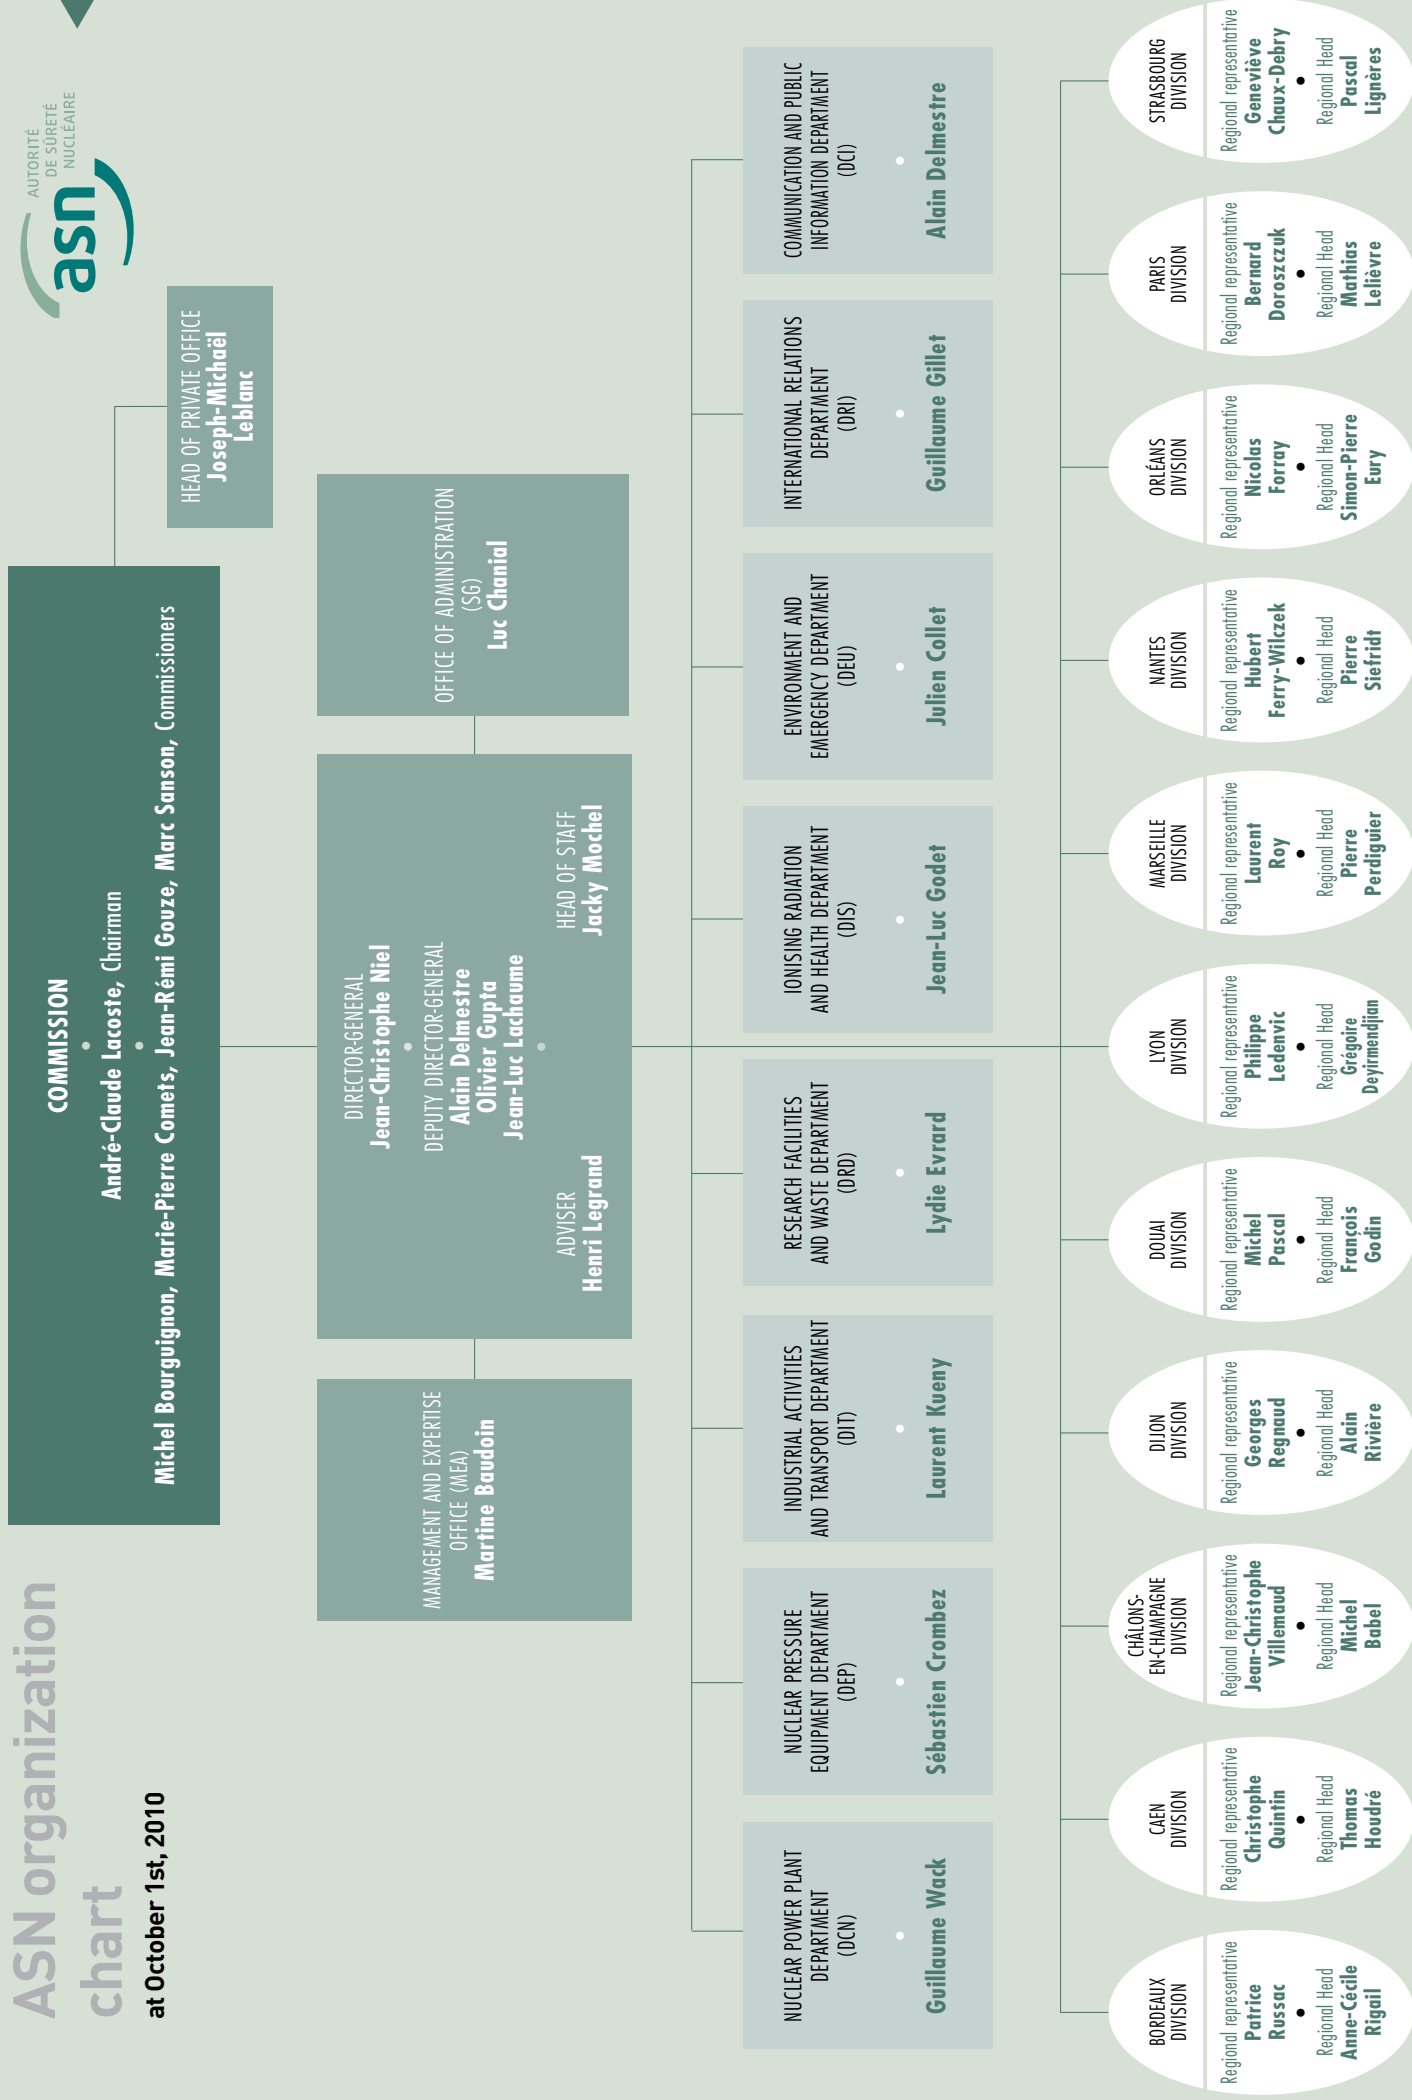 ASN organization
chart
at October 1st, 2010
AUTORITÉ
DE SÛRETÉ
NUCLÉAIRE
asn
COMMISSION
•
André-Claude Lacoste, Chairman
•
Michel Bourguignon, Marie-Pierre Comets, Jean-Rémi Gouze, Marc Sanson, Commissioners
HEAD OF PRIVATE OFFICE
Joseph-Michaël
Leblanc
MANAGEMENT AND EXPERTISE
OFFICE (MEA)
Martine Baudoin
DIRECTOR-GENERAL
Jean-Christophe Niel
•
DEPUTY DIRECTOR-GENERAL
Alain Delmestre
Olivier Gupta
Jean-Luc Lachaume
•
ADVISER
Henri Legrand
HEAD OF STAFF
Jacky Mochel
OFFICE OF ADMINISTRATION
(SG)
Luc Chanial
NUCLEAR POWER PLANT
DEPARTMENT
(DCN)
•
Guillaume Wack
NUCLEAR PRESSURE
EQUIPMENT DEPARTMENT
(DEP)
•
Sébastien Crombez
INDUSTRIAL ACTIVITIES
AND TRANSPORT DEPARTMENT
(DIT)
•
Laurent Kueny
RESEARCH FACILITIES
AND WASTE DEPARTMENT
(DRD)
•
Lydie Evrard
IONISING RADIATION
AND HEALTH DEPARTMENT
(DIS)
•
Jean-Luc Godet
ENVIRONMENT AND
EMERGENCY DEPARTMENT
(DEU)
•
Julien Collet
INTERNATIONAL RELATIONS
DEPARTMENT
(DRI)
•
Guillaume Gillet
COMMUNICATION AND PUBLIC
INFORMATION DEPARTMENT
(DCI)
•
Alain Delmestre
BORDEAUX
DIVISION
Regional representative
Patrice
Russac
•
Regional Head
Anne-Cécile
Rigail
CAEN
DIVISION
Regional representative
Christophe
Quintin
•
Regional Head
Thomas
Houdré
CHÂLONS-
EN-CHAMPAGNE
DIVISION
Regional representative
Jean-Christophe
Villemaud
•
Regional Head
Michel
Babel
DIJON
DIVISION
Regional representative
Georges
Regnaud
•
Regional Head
Alain
Rivière
DOUAI
DIVISION
Regional representative
Michel
Pascal
•
Regional Head
François
Godin
LYON
DIVISION
Regional representative
Philippe
Ledenvic
•
Regional Head
Grégoire
Deyirmendjian
MARSEILLE
DIVISION
Regional representative
Laurent
Roy
•
Regional Head
Pierre
Perdiguier
NANTES
DIVISION
Regional representative
Hubert
Ferry-Wilczek
•
Regional Head
Pierre
Siefridt
ORLÉANS
DIVISION
Regional representative
Nicolas
Forray
•
Regional Head
Simon-Pierre
Eury
PARIS
DIVISION
Regional representative
Bernard
Doroszczuk
•
Regional Head
Mathias
Lelièvre
STRASBOURG
DIVISION
Regional representative
Geneviève
Chaux-Debry
•
Regional Head
Pascal
Lignères